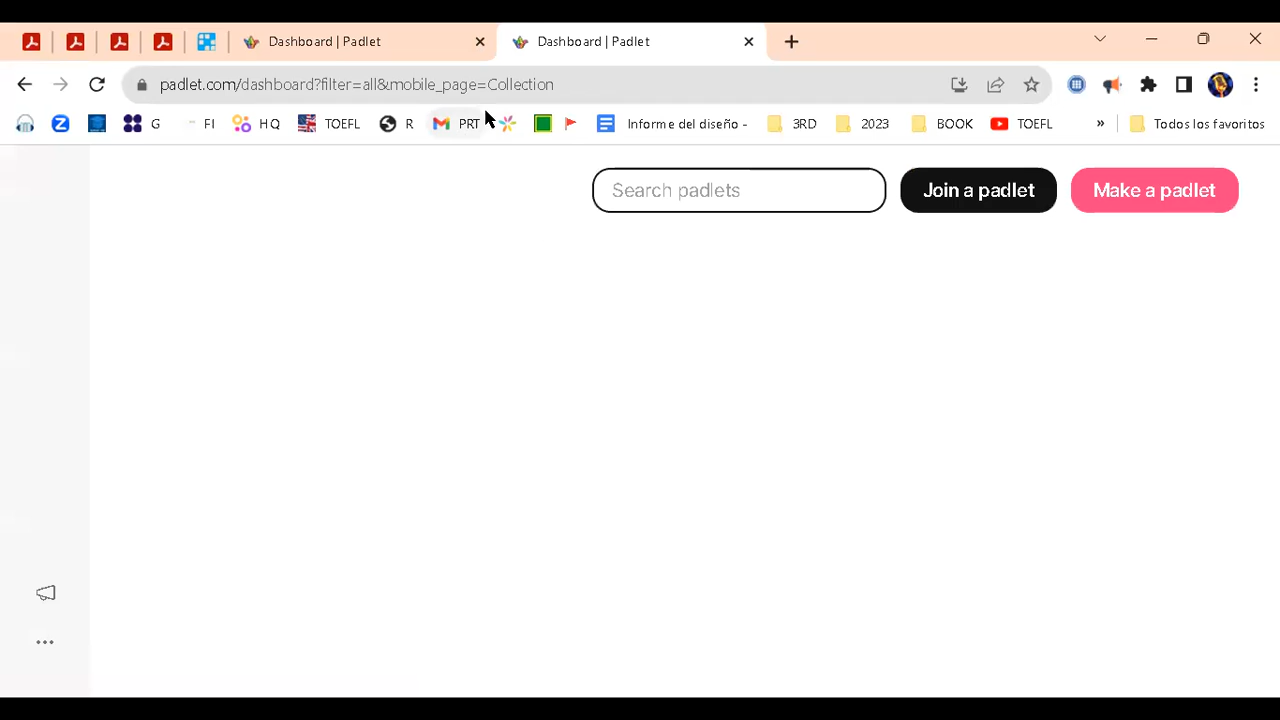 Dashboard | Padlet
Dashboard | Padlet
padlet.com/dashboard?filter=all&mobile_page=Collection
G FI HQ TOEFL R PRT Informe del diseño - 3RD 2023 BOOK TOEFL » Todos los favoritos
Search padlets Join a padlet Make a padlet